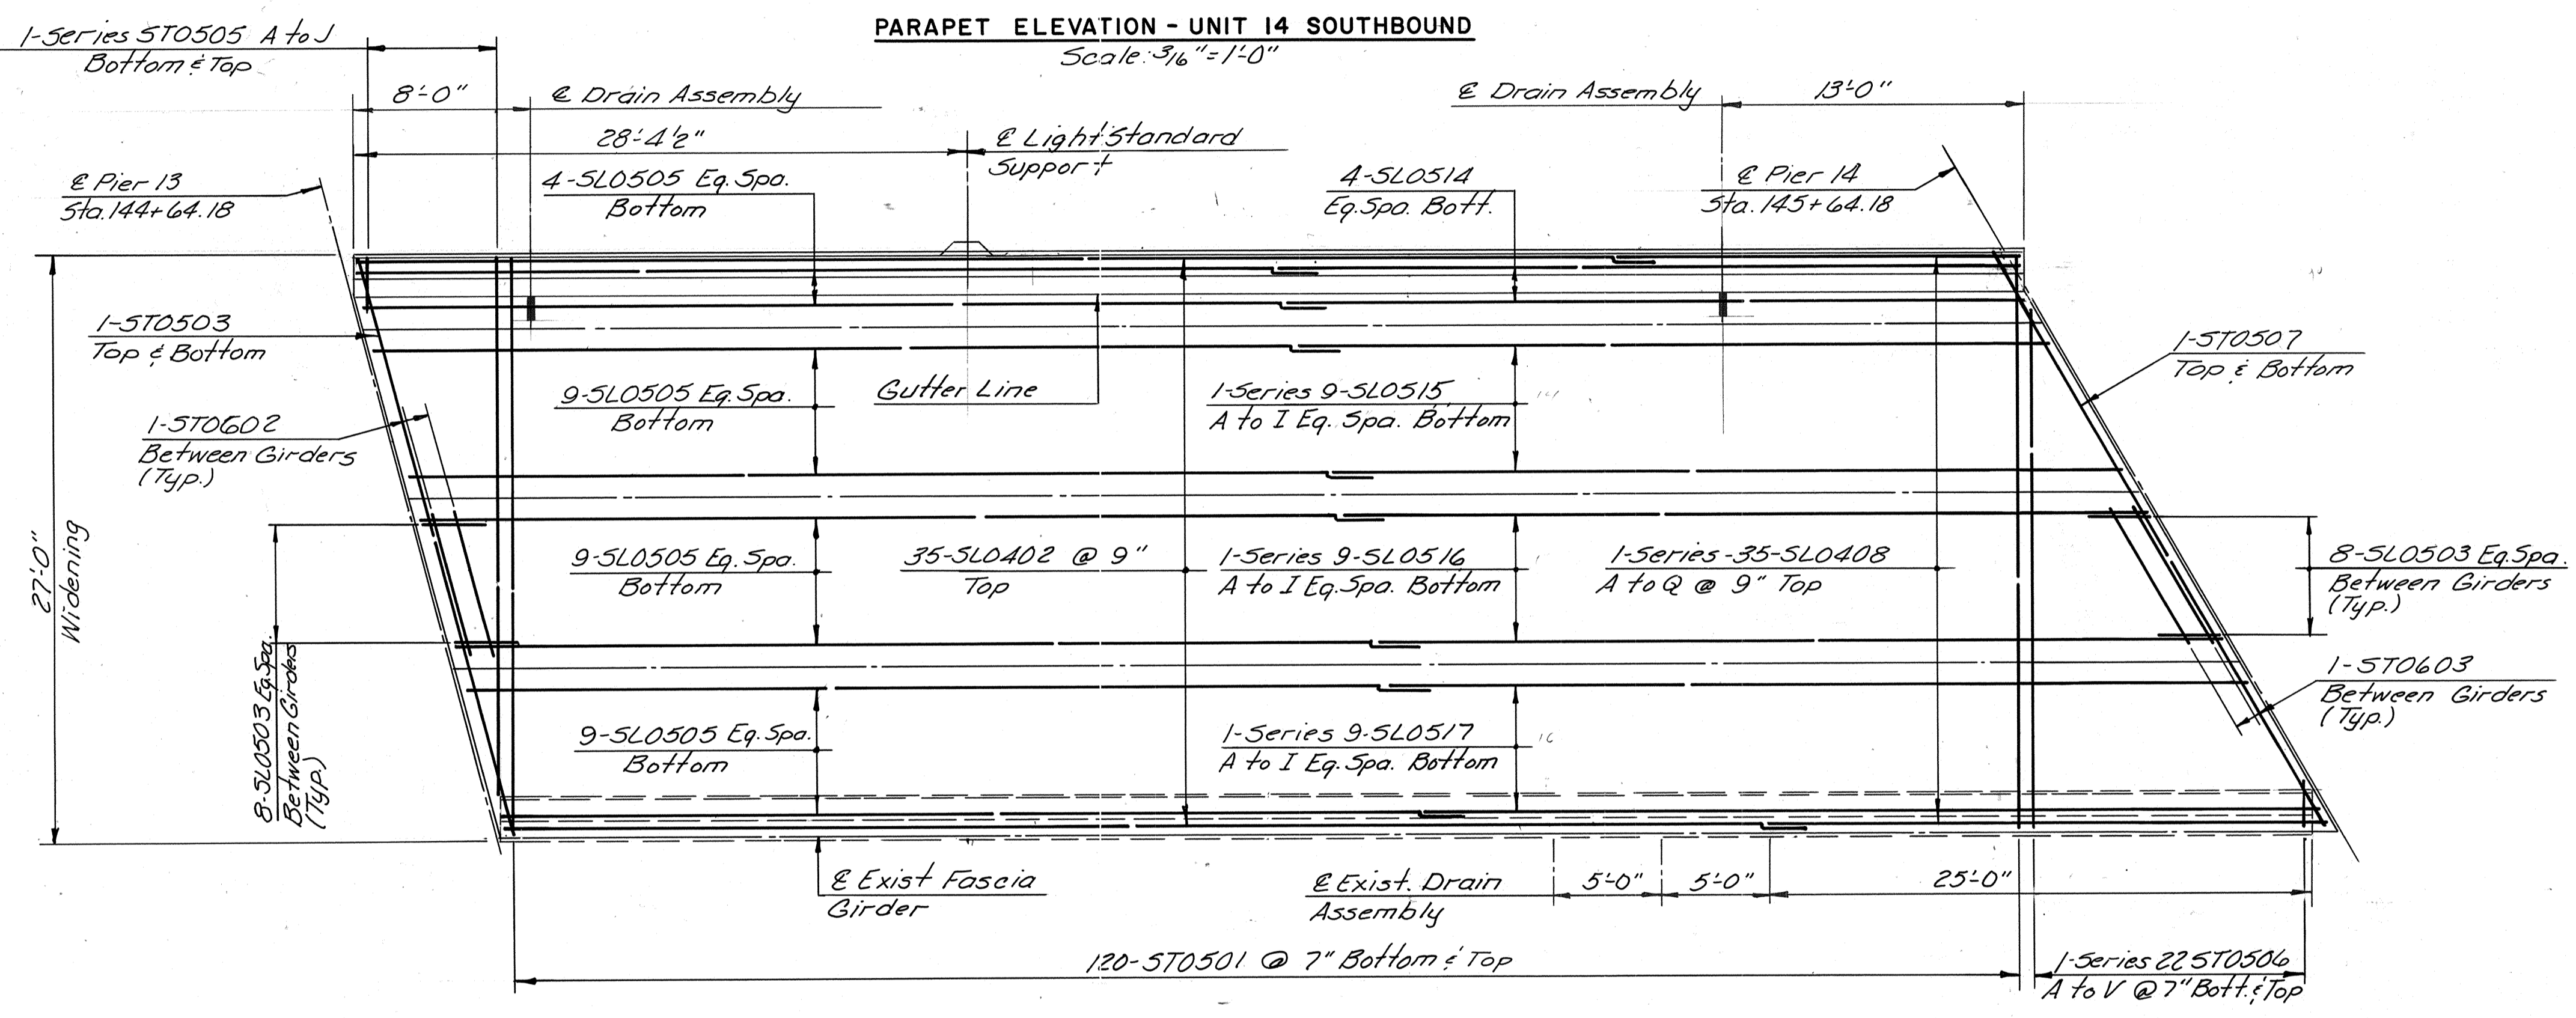 PARAPET ELEVATION - UNIT 14 SOUTHBOUND
Scale: 3/16"=1'-0"
1-Series ST0505 A to J
Bottom & Top
8'-0"
℄ Drain Assembly
℄ Drain Assembly
13'-0"
28'-4½"
℄ Light Standard
Support
℄ Pier 13
Sta. 144+64.18
4-SL0505 Eq. Spa.
Bottom
4-SL0514
Eq. Spa. Bott.
℄ Pier 14
Sta. 145+64.18
1-ST0503
Top & Bottom
1-ST0507
Top & Bottom
9-SL0505 Eq. Spa.
Bottom
Gutter Line
1-Series 9-SL0515
A to I Eq. Spa. Bottom
1-ST0602
Between Girders
(Typ.)
27'-0"
Widening
9-SL0505 Eq. Spa.
Bottom
35-SL0402 @ 9"
Top
1-Series 9-SL0516
A to I Eq. Spa. Bottom
1-Series-35-SL0408
A to Q @ 9" Top
8-SL0503 Eq. Spa.
Between Girders
(Typ.)
8-SL0503 Eq. Spa.
Between Girders
(Typ.)
1-ST0603
Between Girders
(Typ.)
9-SL0505 Eq. Spa.
Bottom
1-Series 9-SL0517
A to I Eq. Spa. Bottom
℄ Exist Fascia
Girder
℄ Exist. Drain
Assembly
5'-0"
5'-0"
25'-0"
120-ST0501 @ 7" Bottom & Top
1-Series 22 ST0506
A to V @ 7" Bott. & Top